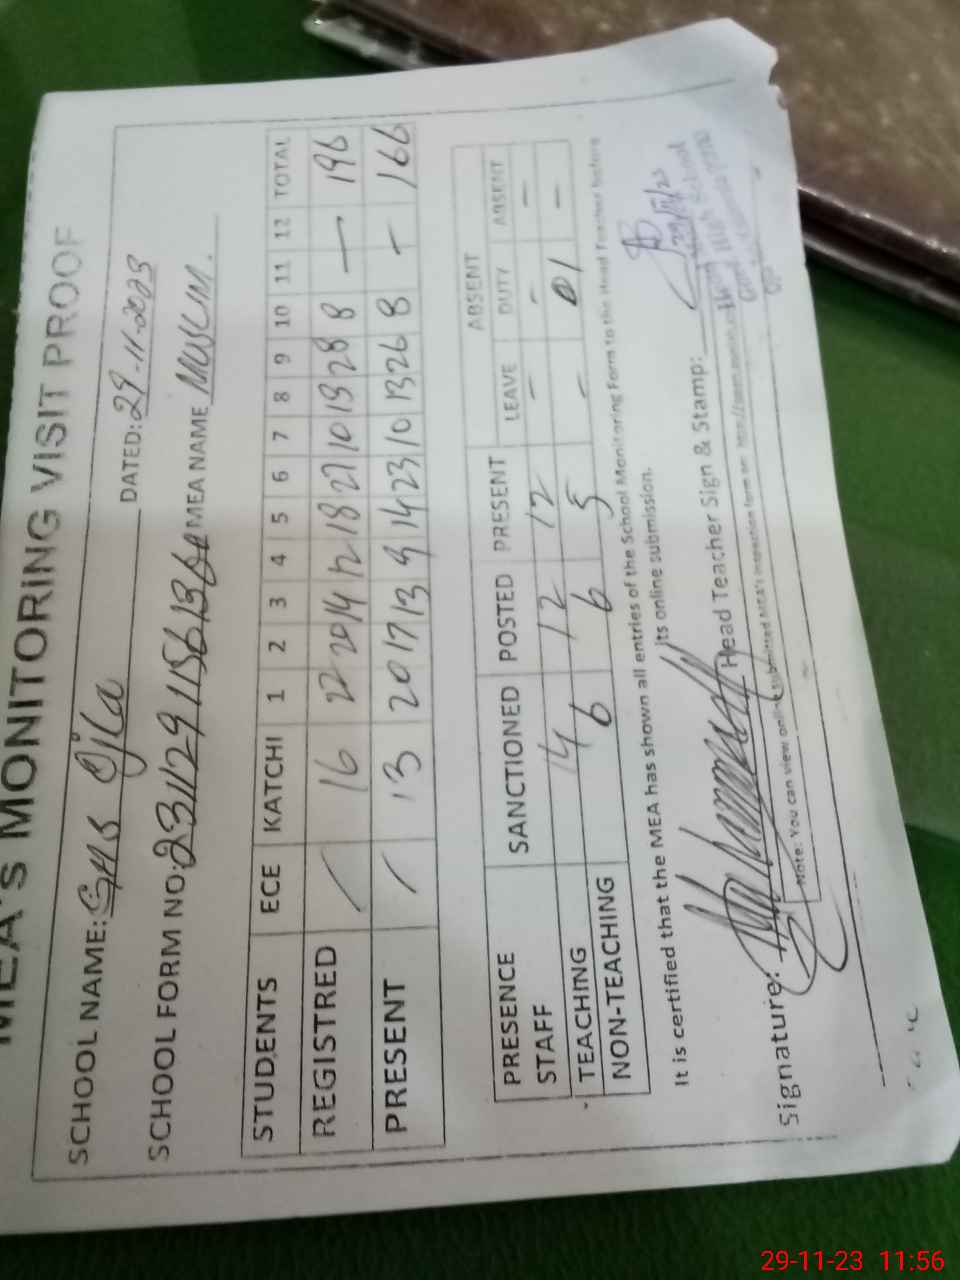 MEA'S MONITORING VISIT PROOF
SCHOOL NAME: GHS Ojla DATED: 29-11-2023
SCHOOL FORM NO: MEA NAME MUSLIM.
STUDENTS ECE KATCHI 1 2 3 4 5 6 7 8 9 10 11 12 TOTAL
REGISTRED / 16 22 20 14 12 18 27 10 13 28 8 — 196
PRESENT / 13 20 17 13 9 14 23 10 13 26 8 — 166
PRESENCE SANCTIONED POSTED PRESENT ABSENT
STAFF LEAVE DUTY ABSENT
TEACHING 14 12 12 - - -
NON-TEACHING 6 6 5 - 01 -
It is certified that the MEA has shown all entries of the School Monitoring Form to the Head Teacher before
its online submission.
Signature: Head Teacher Sign & Stamp:
29/11/23
High School
Note: You can view online submitted MEA's inspection form on
29-11-23 11:56